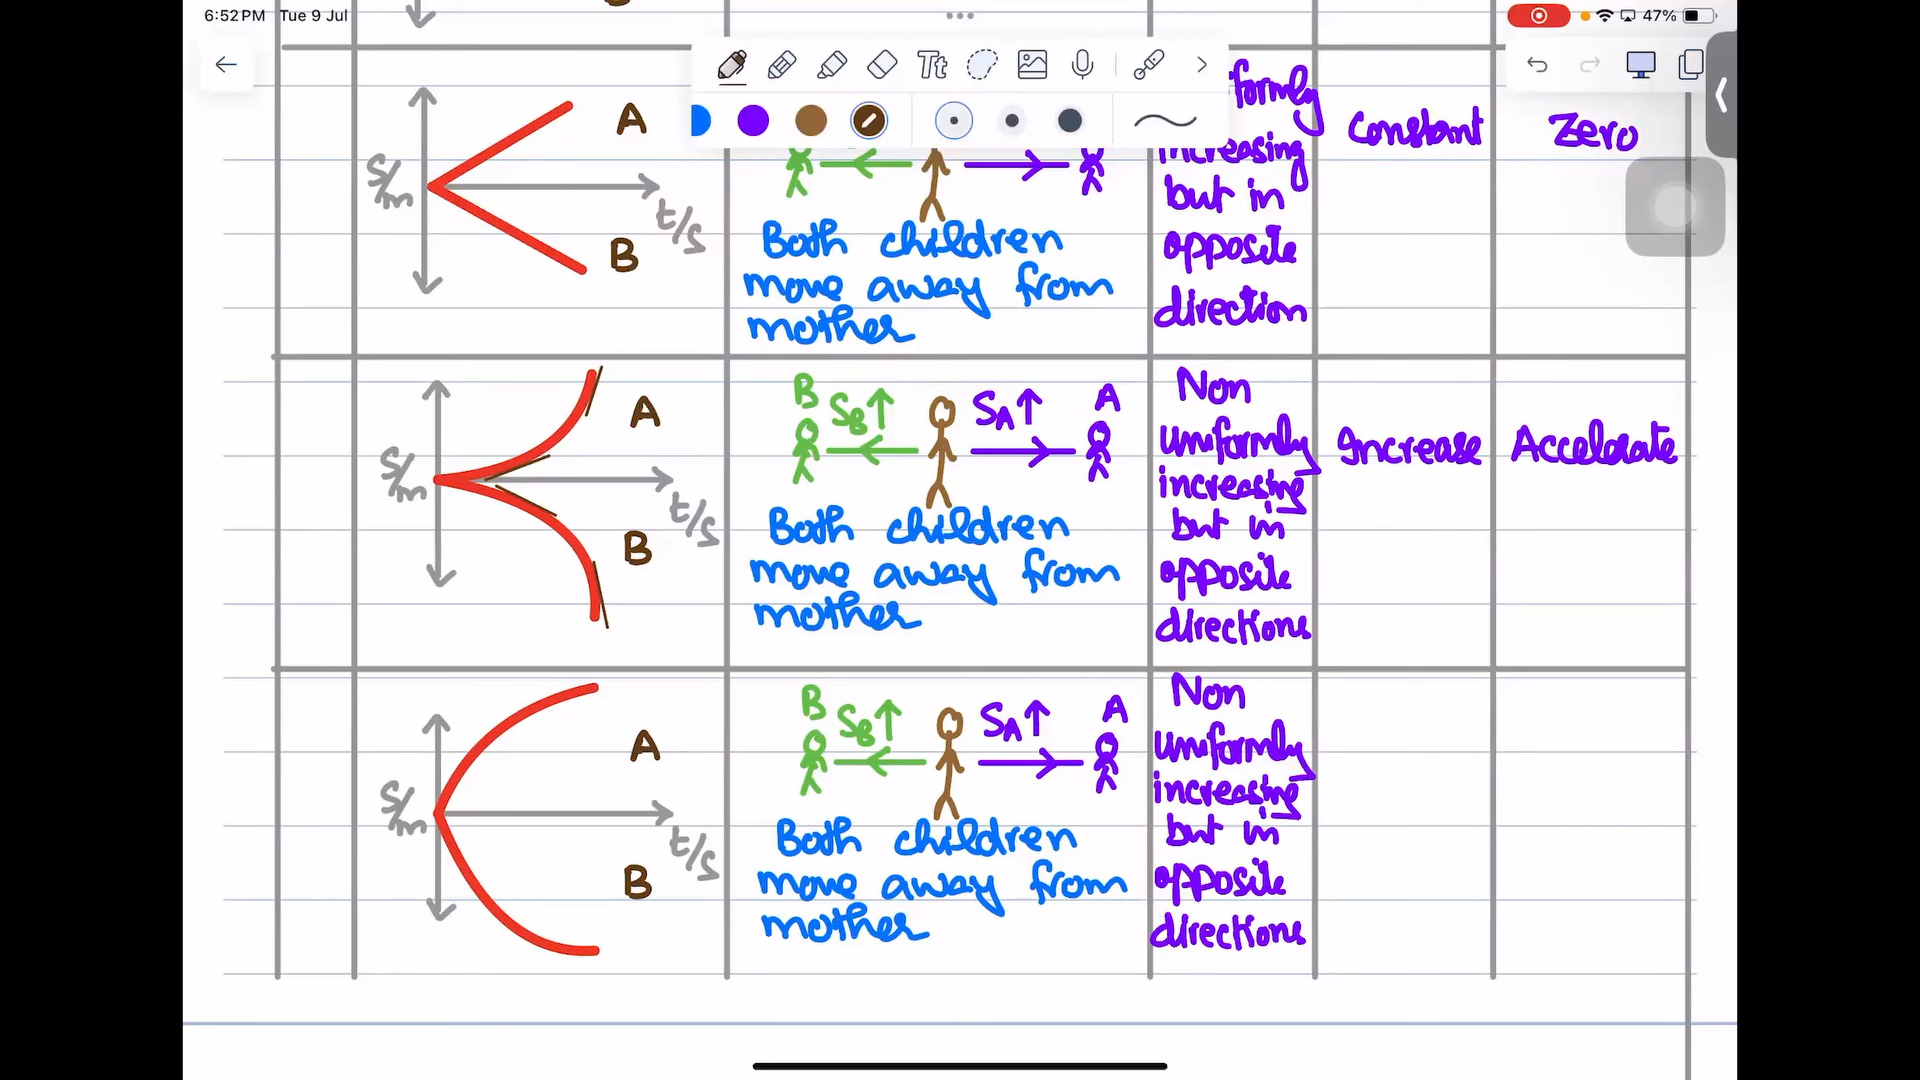 6:52 PM Tue 9 Jul
47%
Tt
A
S/m
t/s
B
Both children
move away from
mother
increasing
but in
opposite
direction
Constant
Zero
A
S/m
t/s
B
B
SB↑
SA↑
A
Both children
move away from
mother
Non
uniformly
increasing
but in
opposite
directions
Increase
Accelerate
A
S/m
t/s
B
B
SB↑
SA↑
A
Both children
move away from
mother
Non
uniformly
increasing
but in
opposite
directions